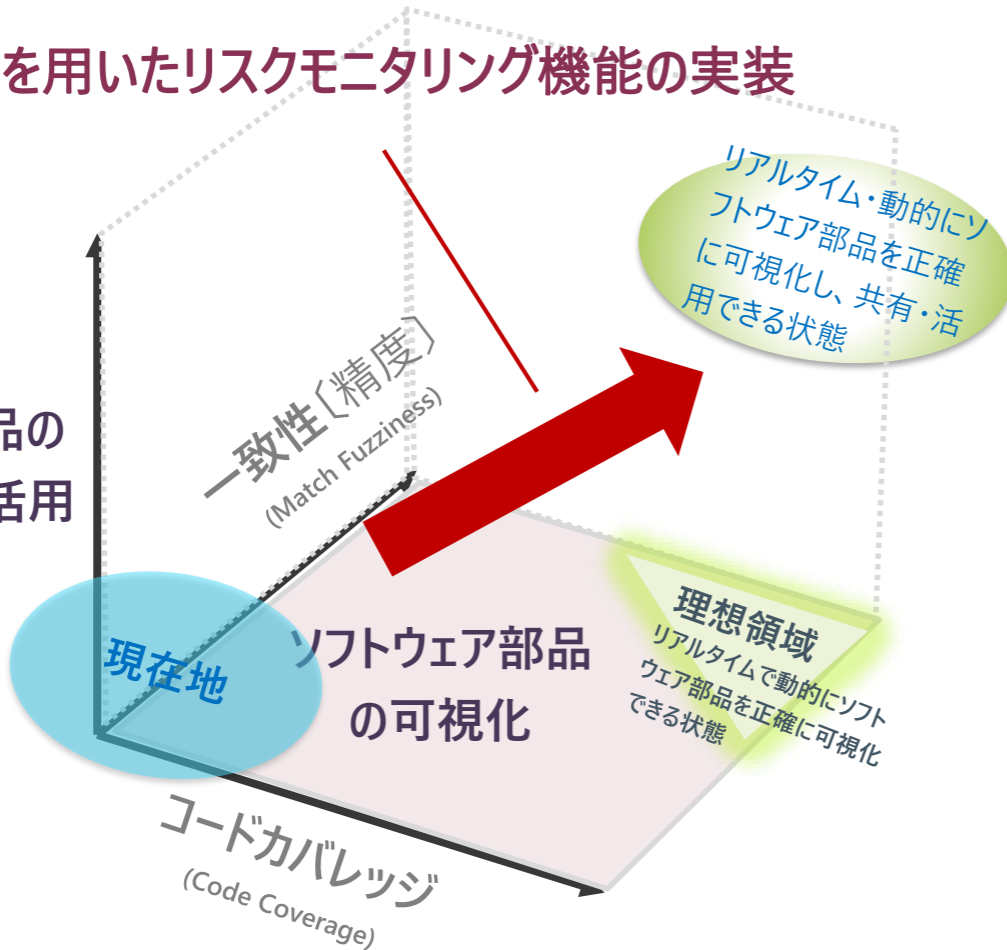 を用いたリスクモニタリング機能の実装
リアルタイム・動的にソ
フトウェア部品を正確
に可視化し、共有・活
用できる状態
一致性〔精度〕
(Match Fuzziness)
品の
活用
現在地
ソフトウェア部品
の可視化
理想領域
リアルタイムで動的にソフト
ウェア部品を正確に可視化
できる状態
コードカバレッジ
(Code Coverage)